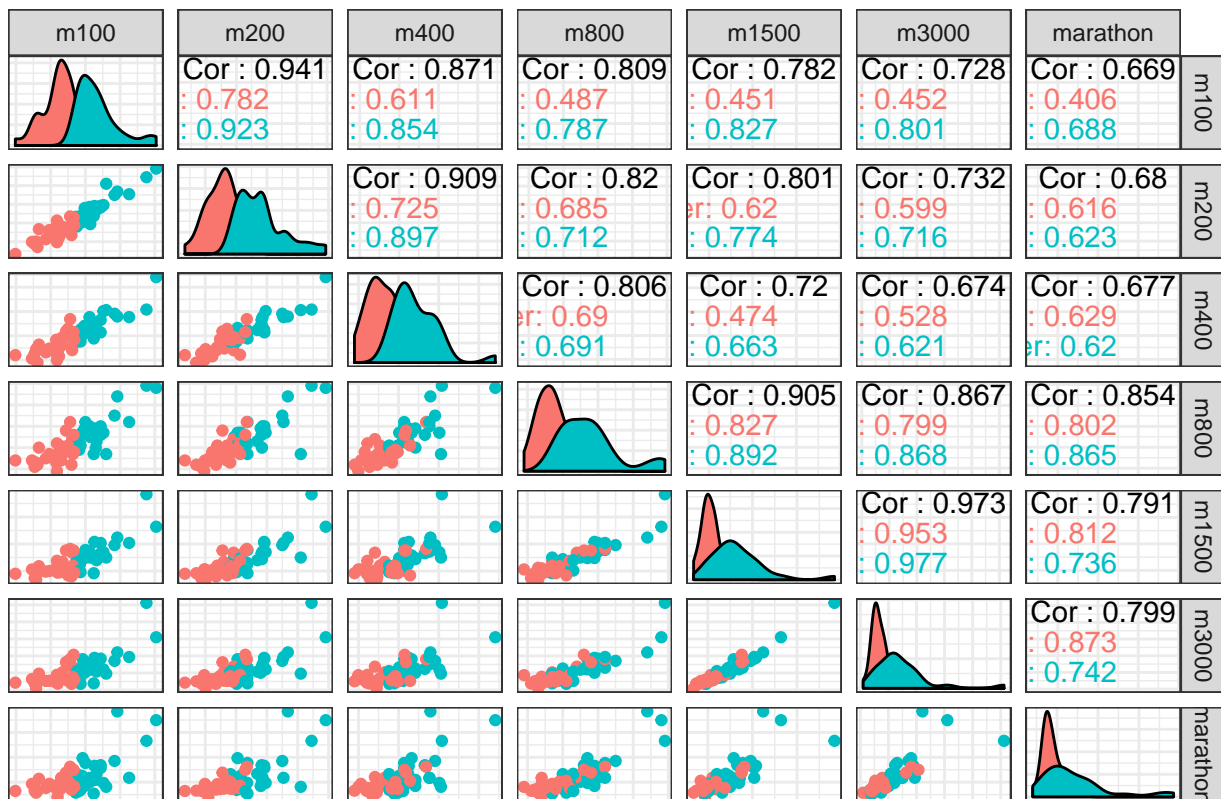 m100 m200 m400 m800 m1500 m3000 marathon
Cor : 0.941 Cor : 0.871 Cor : 0.809 Cor : 0.782 Cor : 0.728 Cor : 0.669 m100
: 0.782 : 0.611 : 0.487 : 0.451 : 0.452 : 0.406
: 0.923 : 0.854 : 0.787 : 0.827 : 0.801 : 0.688
Cor : 0.909 Cor : 0.82 Cor : 0.801 Cor : 0.732 Cor : 0.68 m200
: 0.725 : 0.685 er: 0.62 : 0.599 : 0.616
: 0.897 : 0.712 : 0.774 : 0.716 : 0.623
Cor : 0.806 Cor : 0.72 Cor : 0.674 Cor : 0.677 m400
er: 0.69 : 0.474 : 0.528 : 0.629
: 0.691 : 0.663 : 0.621 er: 0.62
Cor : 0.905 Cor : 0.867 Cor : 0.854 m800
: 0.827 : 0.799 : 0.802
: 0.892 : 0.868 : 0.865
Cor : 0.973 Cor : 0.791 m1500
: 0.953 : 0.812
: 0.977 : 0.736
Cor : 0.799 m3000
: 0.873
: 0.742
marathon